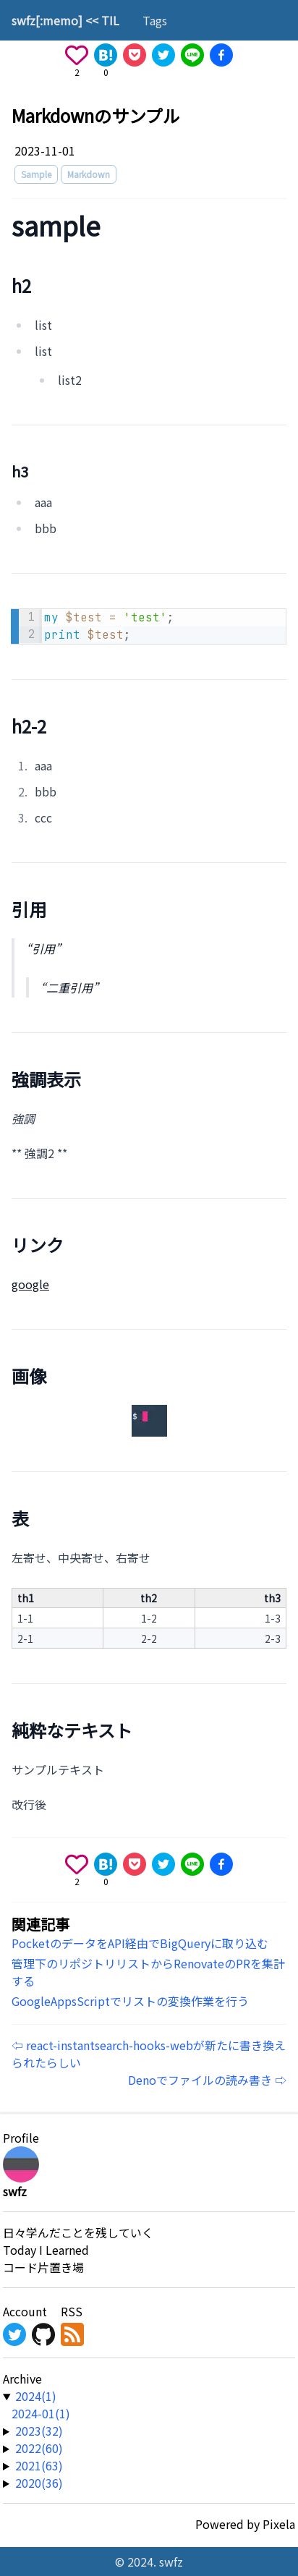 swfz[:memo] << TIL Tags
B!
2 0
Markdownのサンプル
2023-11-01
Sample Markdown
sample
h2
list
list
list2
h3
aaa
bbb
1 my $test = 'test';
2 print $test;
h2-2
1. aaa
2. bbb
3. ccc
引用
“引用”
“二重引用”
強調表示
強調
** 強調2 **
リンク
google
画像
$
表
左寄せ、中央寄せ、右寄せ
th1 th2 th3
1-1 1-2 1-3
2-1 2-2 2-3
純粋なテキスト
サンプルテキスト
改行後
B!
2 0
関連記事
PocketのデータをAPI経由でBigQueryに取り込む
管理下のリポジトリリストからRenovateのPRを集計
する
GoogleAppsScriptでリストの変換作業を行う
⇦ react-instantsearch-hooks-webが新たに書き換え
られたらしい
Denoでファイルの読み書き ⇨
Profile
swfz
日々学んだことを残していく
Today I Learned
コード片置き場
Account RSS
Archive
▼ 2024(1)
2024-01(1)
▶ 2023(32)
▶ 2022(60)
▶ 2021(63)
▶ 2020(36)
Powered by Pixela
© 2024. swfz